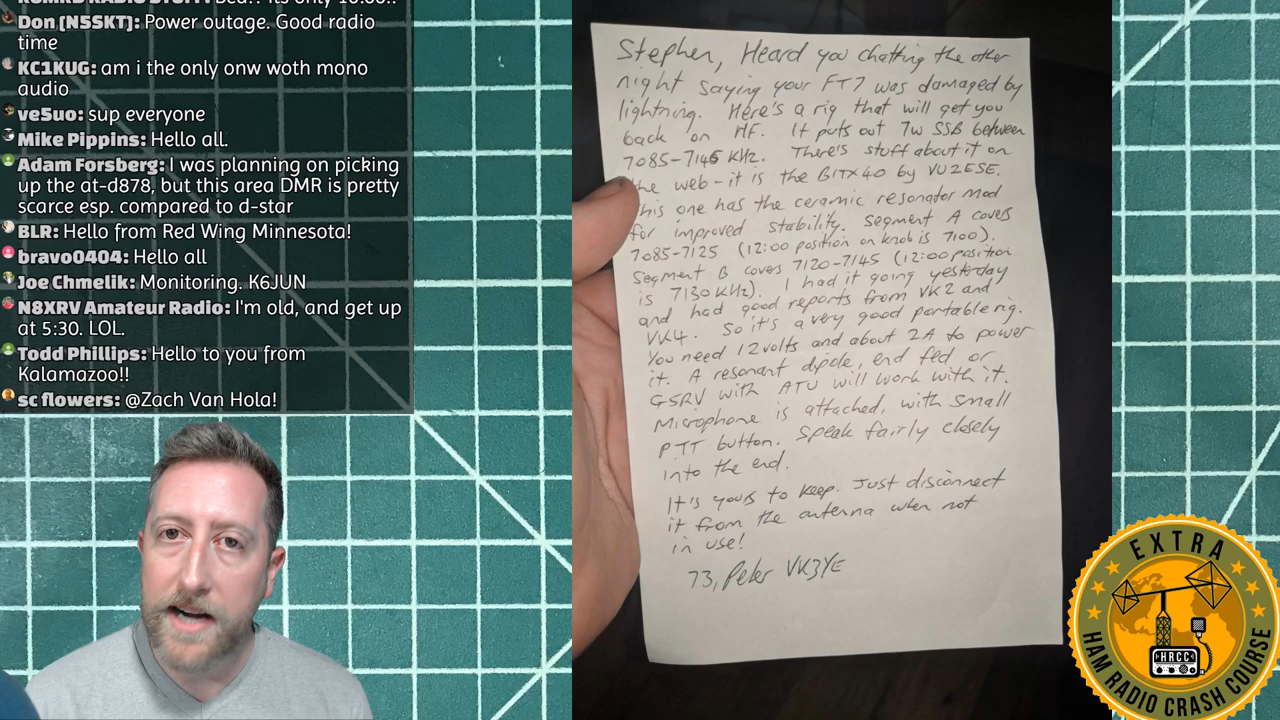 K8MRD RADIO STUFF: Bed?? Its only 10:00!!
Don [N5SKT]: Power outage. Good radio
time
KC1KUG: am i the only onw woth mono
audio
ve5uo: sup everyone
Mike Pippins: Hello all.
Adam Forsberg: I was planning on picking
up the at-d878, but this area DMR is pretty
scarce esp. compared to d-star
BLR: Hello from Red Wing Minnesota!
bravo0404: Hello all
Joe Chmelik: Monitoring. K6JUN
N8XRV Amateur Radio: I'm old, and get up
at 5:30. LOL.
Todd Phillips: Hello to you from
Kalamazoo!!
sc flowers: @Zach Van Hola!
Stephen, Heard you chatting the other
night saying your FT7 was damaged by
lightning. Here's a rig that will get you
back on HF. It puts out 7w SSB between
7085-7145 KHz. There's stuff about it on
the web - it is the BITX40 by VU2ESE.
This one has the ceramic resonator mod
for improved stability. Segment A covers
7085-7125 (12:00 position on knob is 7100).
Segment B covers 7120-7145 (12:00 position
is 7130 KHz). I had it going yesterday
and had good reports from VK2 and
VK4. So it's a very good portable rig.
You need 12 volts and about 2A to power
it. A resonant dipole, end fed or
G5RV with ATU will work with it.
Microphone is attached, with small
PTT button. Speak fairly closely
into the end.
It's yours to keep. Just disconnect
it from the antenna when not
in use!
73, Peter VK3YE
EXTRA
HRCC
HAM RADIO CRASH COURSE